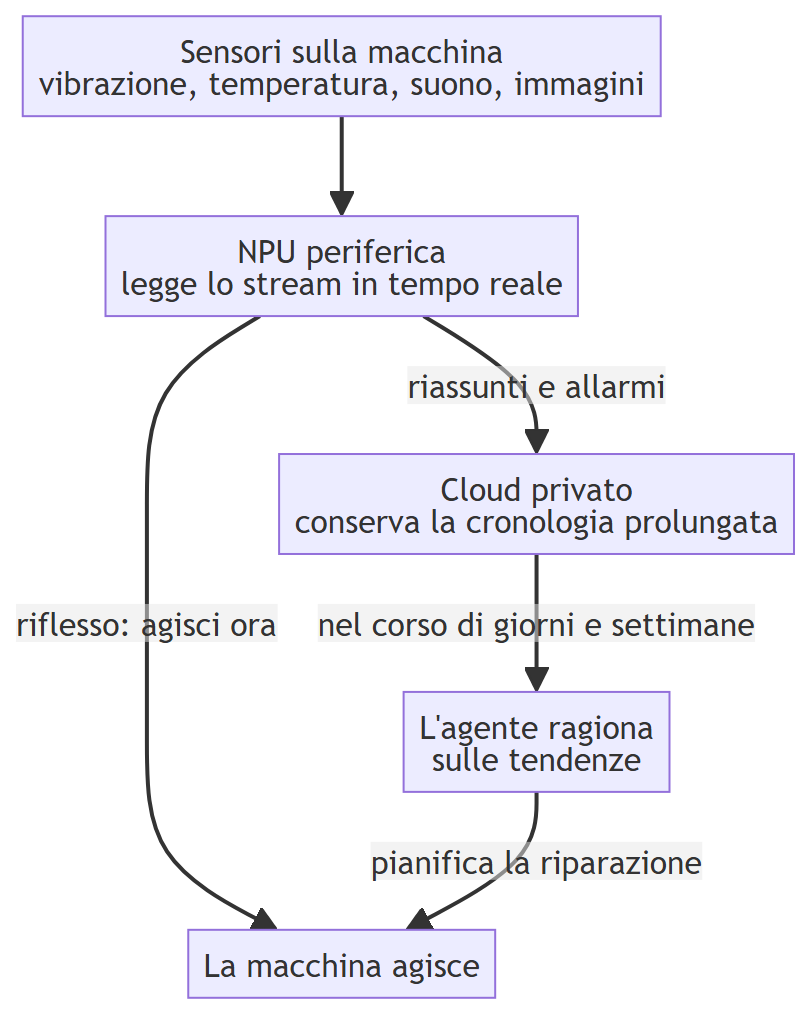 Sensori sulla macchina
vibrazione, temperatura, suono, immagini
NPU periferica
legge lo stream in tempo reale
riassunti e allarmi
Cloud privato
conserva la cronologia prolungata
riflesso: agisci ora
nel corso di giorni e settimane
L'agente ragiona
sulle tendenze
pianifica la riparazione
La macchina agisce